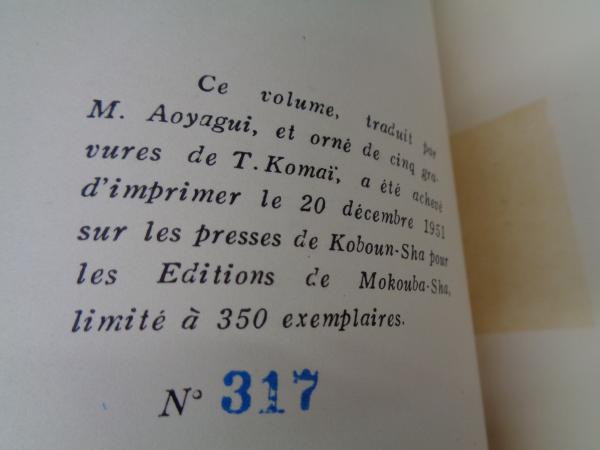 Ce volume, traduit par
M. Aoyagui, et orné de cinq gra-
vures de T. Komaï, a été achevé
d'imprimer le 20 décembre 1951
sur les presses de Koboun-Sha pour
les Editions de Mokouba-Sha,
limité à 350 exemplaires.
N° 317